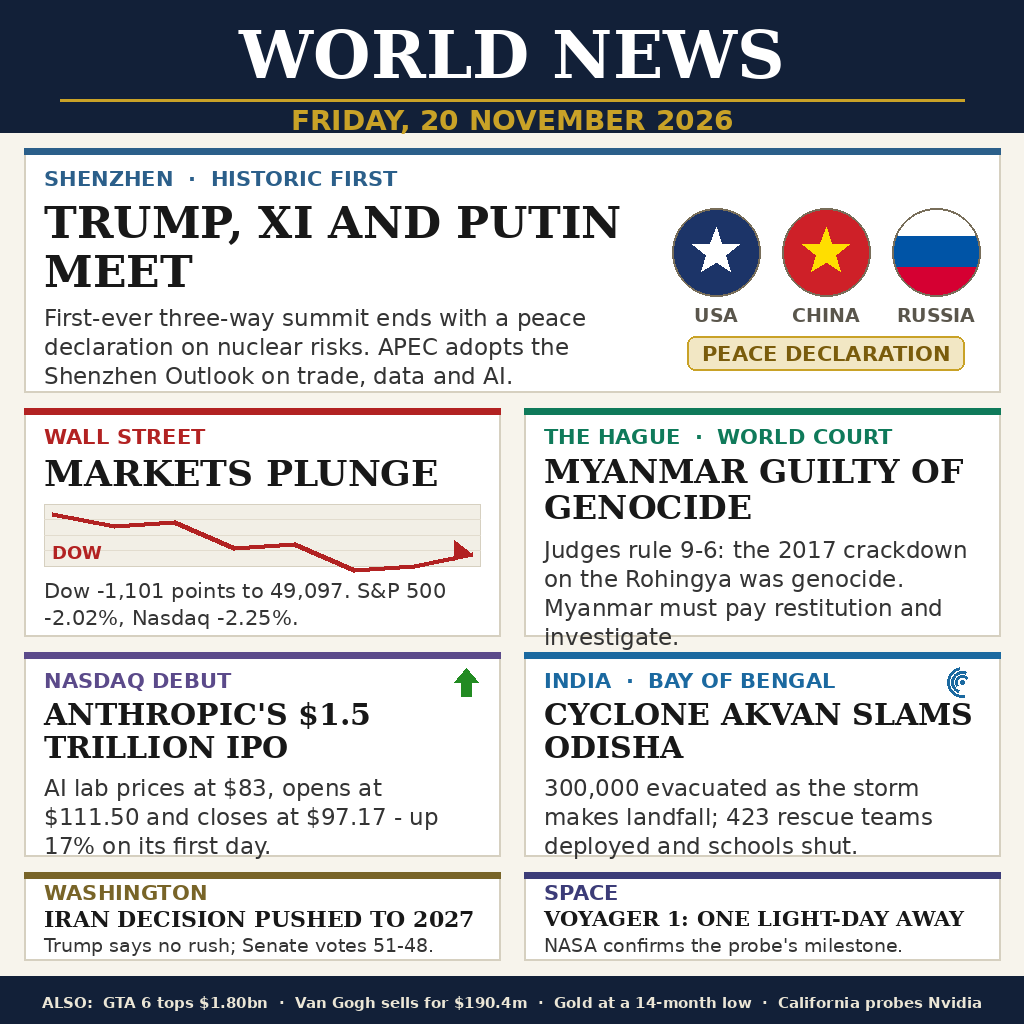 WORLD NEWS
FRIDAY, 20 NOVEMBER 2026
SHENZHEN · HISTORIC FIRST
TRUMP, XI AND PUTIN
MEET
First-ever three-way summit ends with a peace
declaration on nuclear risks. APEC adopts the
Shenzhen Outlook on trade, data and AI.
USA
CHINA
RUSSIA
PEACE DECLARATION
WALL STREET
MARKETS PLUNGE
DOW
Dow -1,101 points to 49,097. S&P 500
-2.02%, Nasdaq -2.25%.
THE HAGUE · WORLD COURT
MYANMAR GUILTY OF
GENOCIDE
Judges rule 9-6: the 2017 crackdown
on the Rohingya was genocide.
Myanmar must pay restitution and
investigate.
NASDAQ DEBUT
ANTHROPIC'S $1.5
TRILLION IPO
AI lab prices at $83, opens at
$111.50 and closes at $97.17 - up
17% on its first day.
INDIA · BAY OF BENGAL
CYCLONE AKVAN SLAMS
ODISHA
300,000 evacuated as the storm
makes landfall; 423 rescue teams
deployed and schools shut.
WASHINGTON
IRAN DECISION PUSHED TO 2027
Trump says no rush; Senate votes 51-48.
SPACE
VOYAGER 1: ONE LIGHT-DAY AWAY
NASA confirms the probe's milestone.
ALSO: GTA 6 tops $1.80bn · Van Gogh sells for $190.4m · Gold at a 14-month low · California probes Nvidia